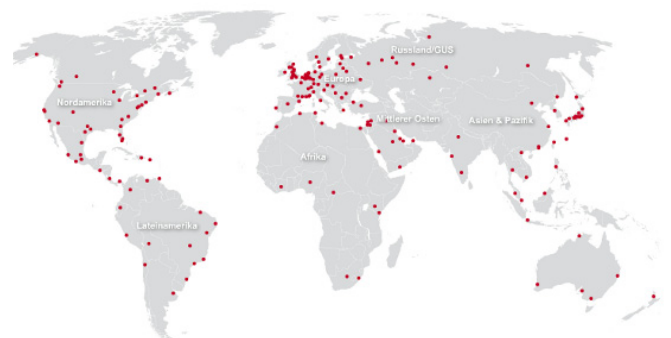 Russland/GUS
Europa
Nordamerika
Mittlerer Osten
Asien & Pazifik
Afrika
Lateinamerika